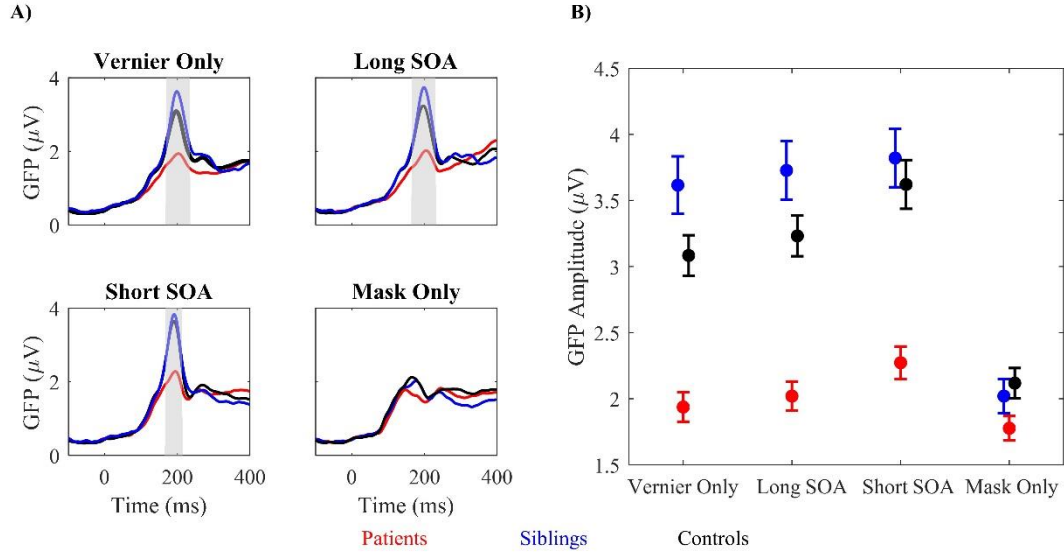 A)
B)
Vernier Only
Long SOA
4
2
0
GFP (μV)
Short SOA
Mask Only
4
2
0
GFP (μV)
0 200 400
0 200 400
Time (ms)
Time (ms)
4.5
4
3.5
3
2.5
2
1.5
GFP Amplitude (μV)
Vernier Only Long SOA Short SOA Mask Only
Patients Siblings Controls